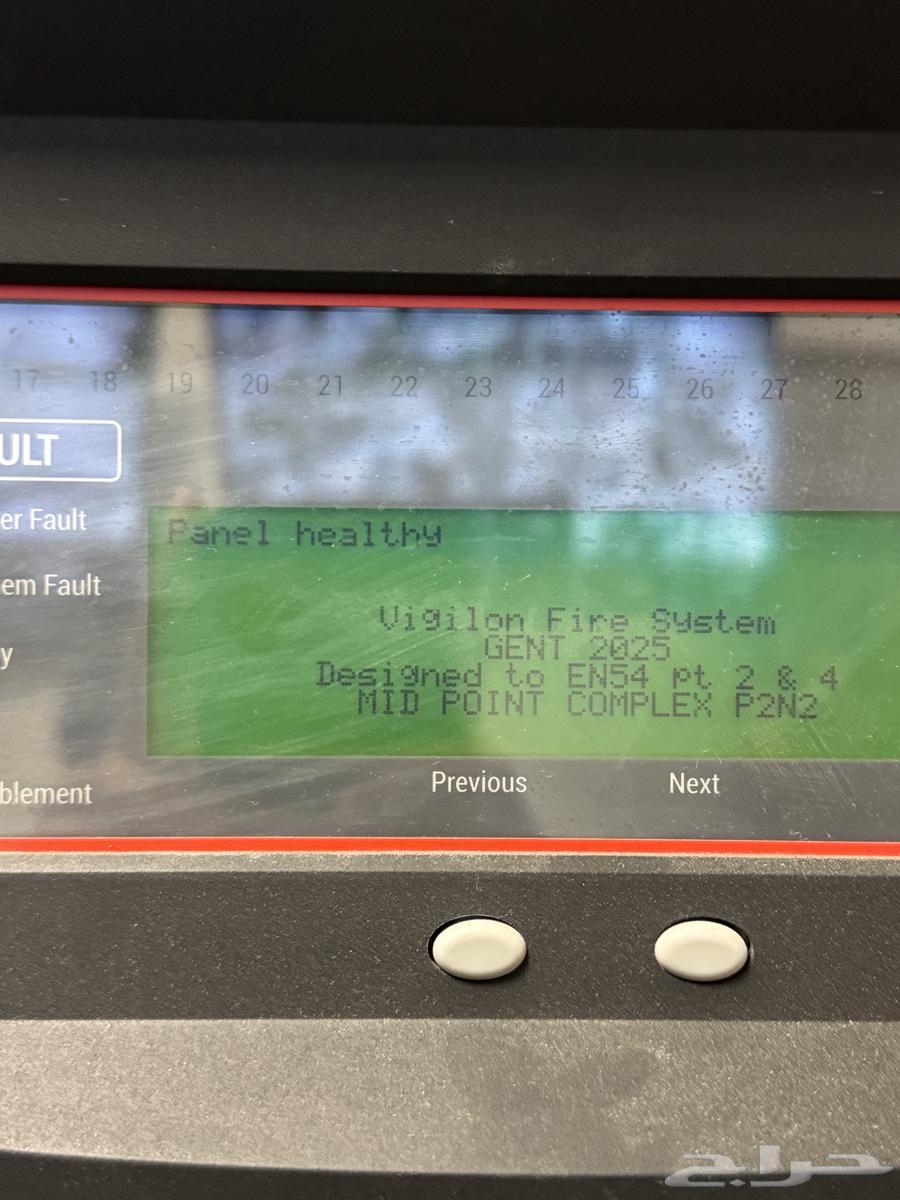 17 18 19 20 21 22 23 24 25 26 27 28
ULT
er Fault
em Fault
y
blement
Panel healthy
Vigilon Fire System
GENT 2025
Designed to EN54 pt 2 & 4
MID POINT COMPLEX P2N2
Previous Next
حراج